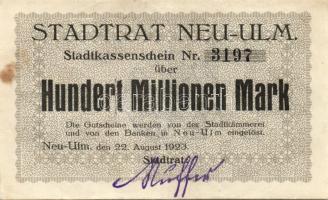 STADTRAT NEU-ULM.
Stadtkassenschein Nr. 3197
über
Hundert Millionen Mark
Die Gutscheine werden von der Stadtkämmerei
und von den Banken in Neu-Ulm eingelöst.
Neu-Ulm, den 22. August 1923.
Stadtrat: